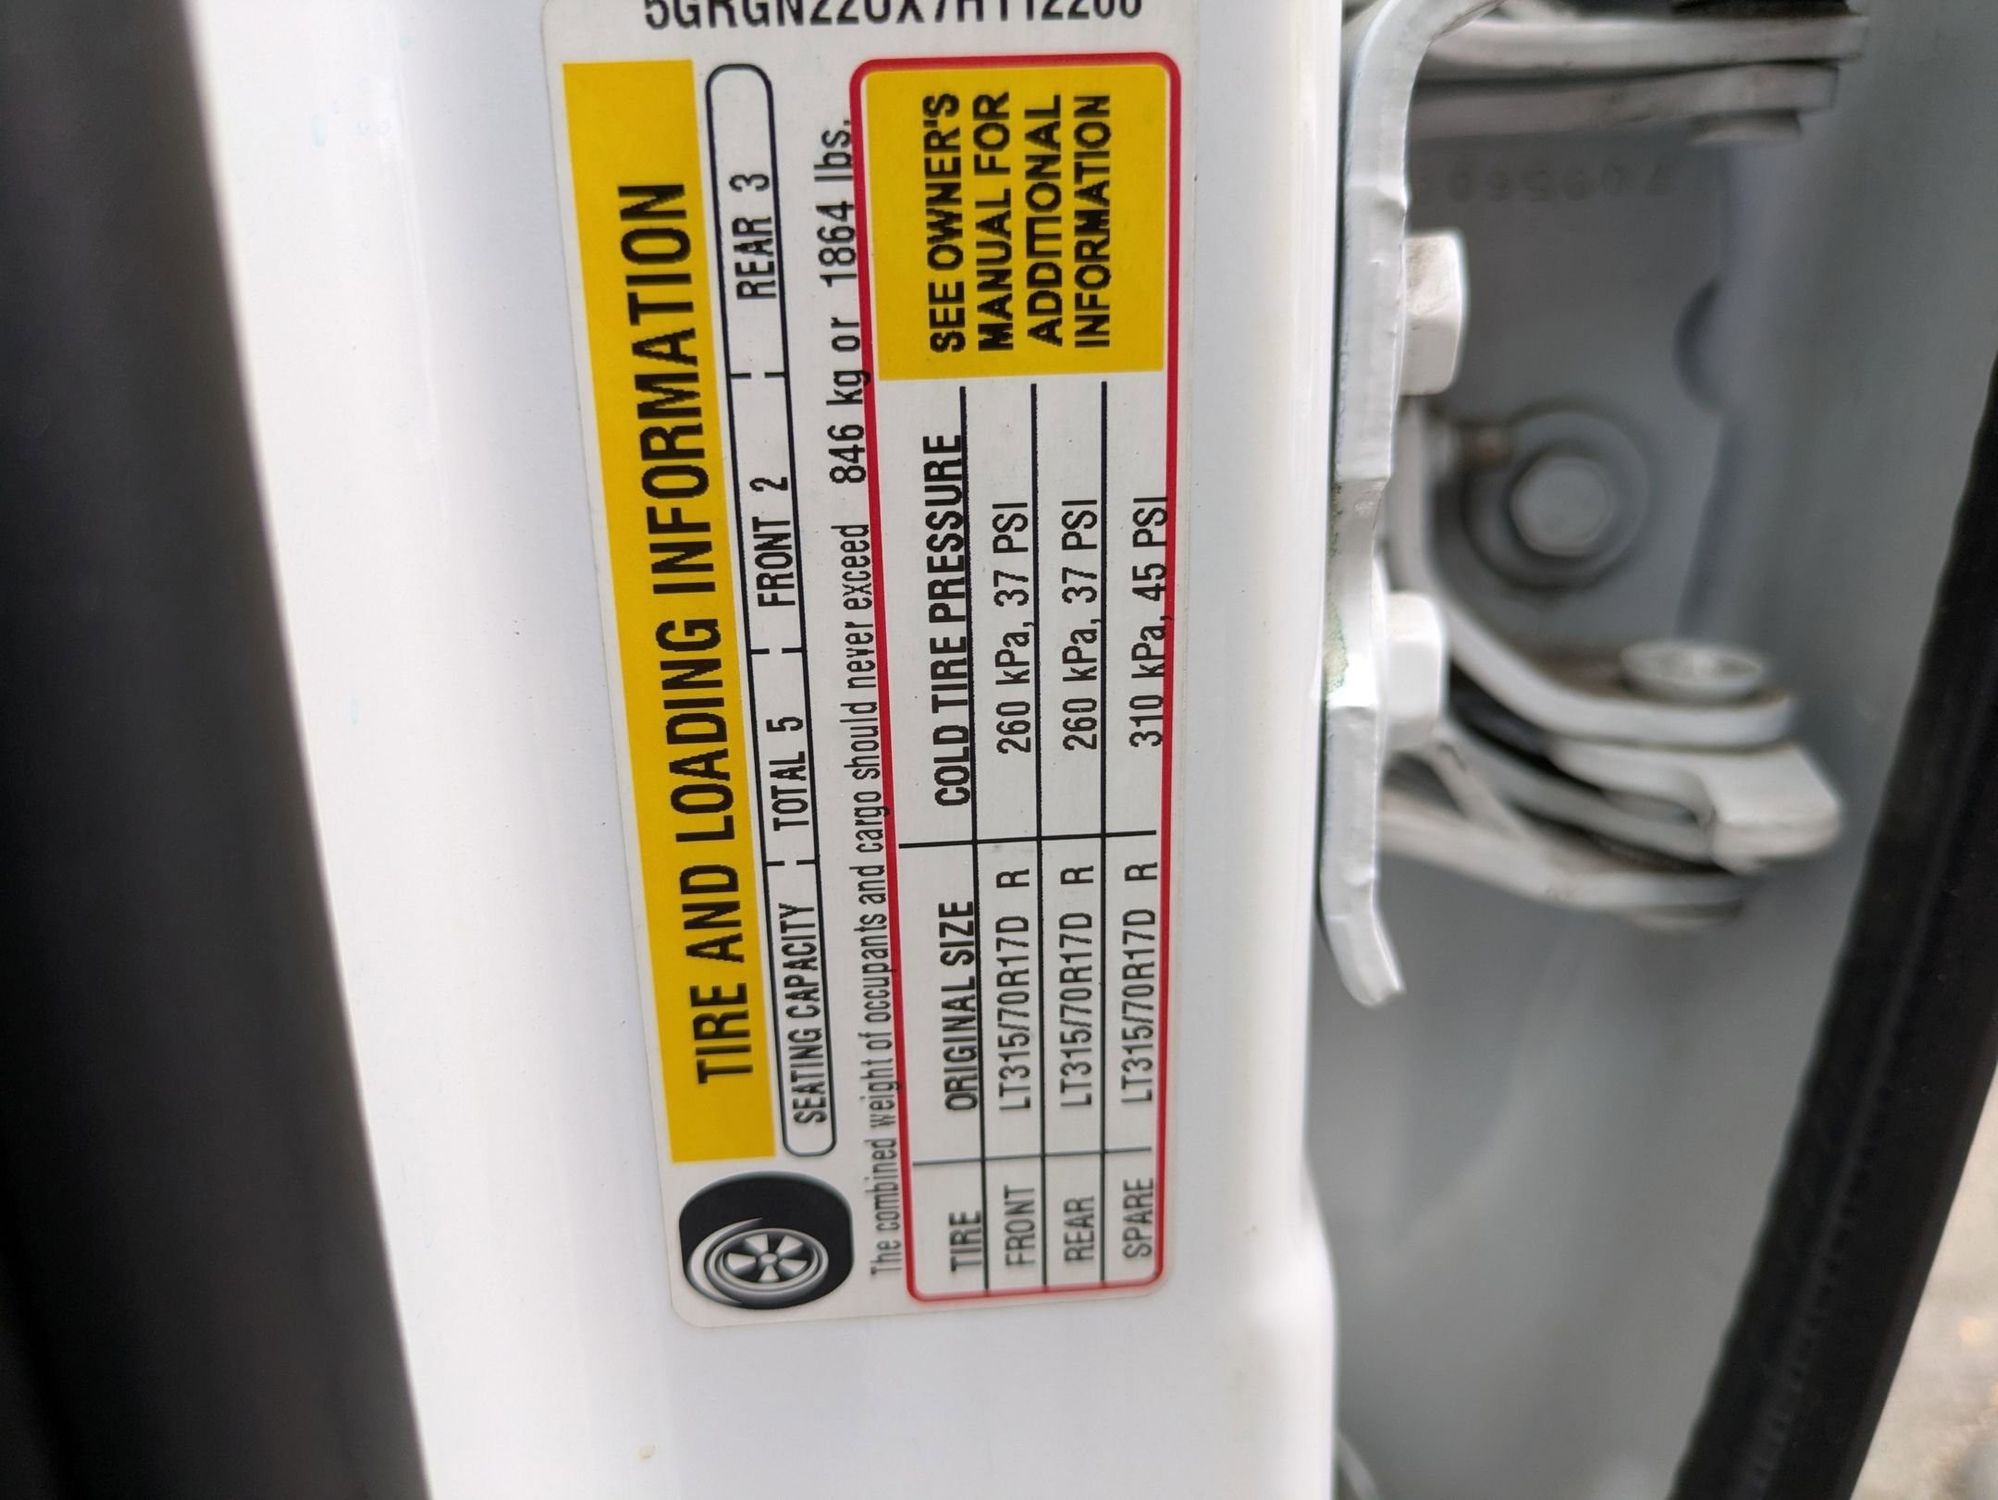 TIRE AND LOADING INFORMATION
SEATING CAPACITY TOTAL 5 FRONT 2 REAR 3
The combined weight of occupants and cargo should never exceed 846 kg or 1864 lbs.
TIRE ORIGINAL SIZE COLD TIRE PRESSURE
FRONT LT315/70R17D R 260 kPa, 37 PSI
REAR LT315/70R17D R 260 kPa, 37 PSI
SPARE LT315/70R17D R 310 kPa, 45 PSI
SEE OWNER'S
MANUAL FOR
ADDITIONAL
INFORMATION